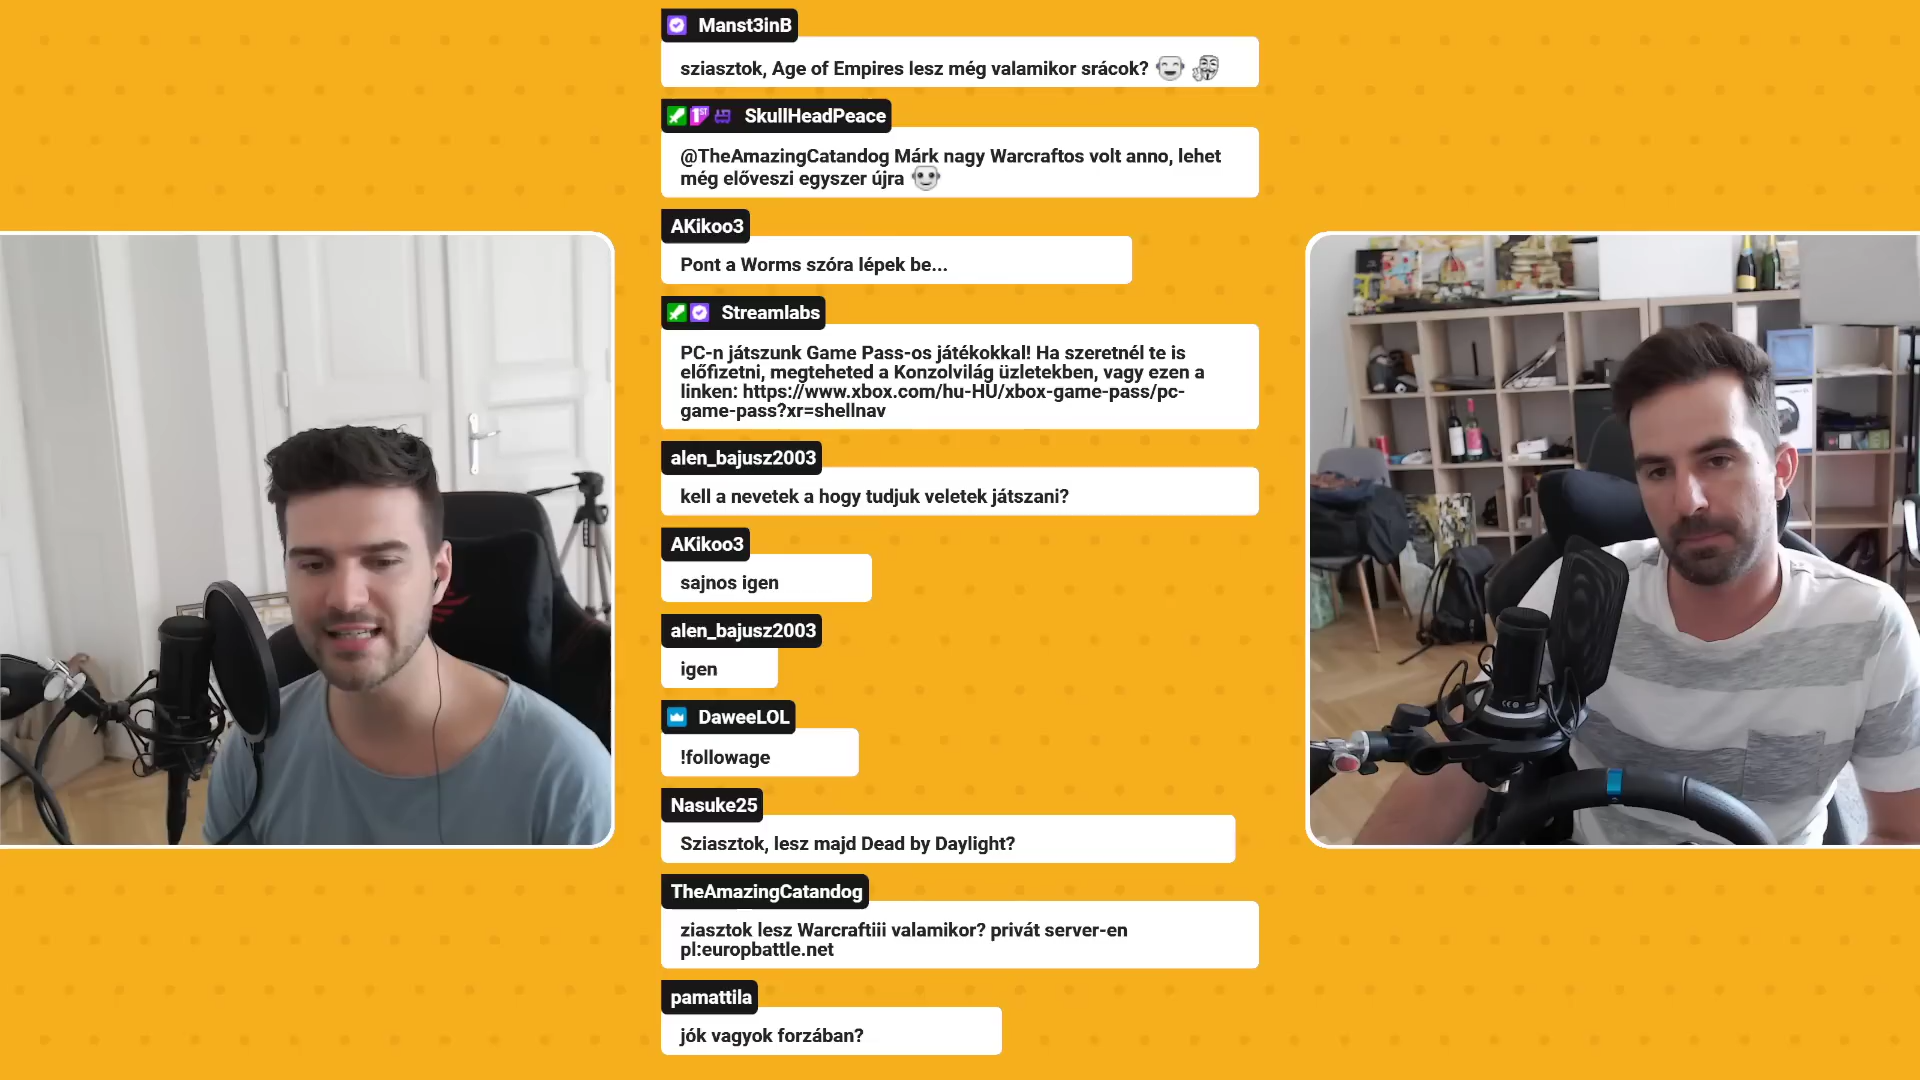 Manst3inB
sziasztok, Age of Empires lesz még valamikor srácok?
1ST SkullHeadPeace
@TheAmazingCatandog Márk nagy Warcraftos volt anno, lehet
még előveszi egyszer újra
AKikoo3
Pont a Worms szóra lépek be...
Streamlabs
PC-n játszunk Game Pass-os játékokkal! Ha szeretnél te is
előfizetni, megteheted a Konzolvilág üzletekben, vagy ezen a
linken: https://www.xbox.com/hu-HU/xbox-game-pass/pc-
game-pass?xr=shellnav
alen_bajusz2003
kell a nevetek a hogy tudjuk veletek játszani?
AKikoo3
sajnos igen
alen_bajusz2003
igen
DaweeLOL
!followage
Nasuke25
Sziasztok, lesz majd Dead by Daylight?
TheAmazingCatandog
ziasztok lesz Warcraftiii valamikor? privát server-en
pl:europbattle.net
pamattila
jók vagyok forzában?